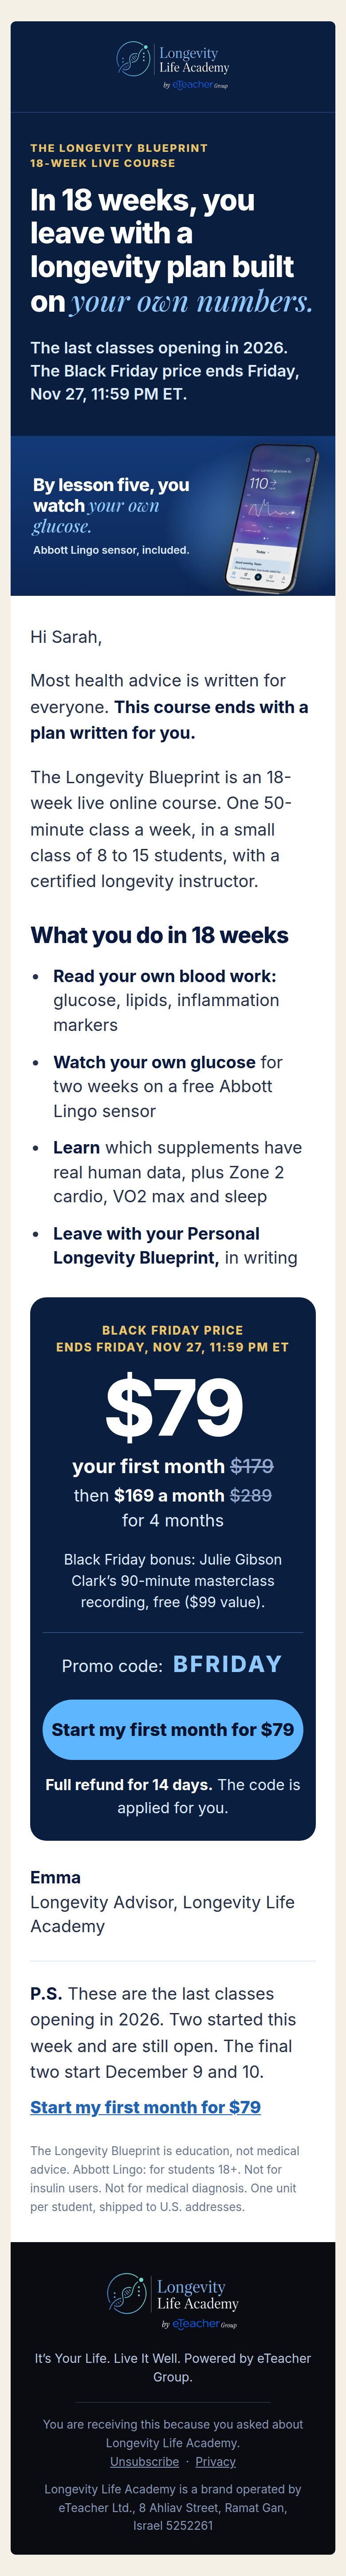 Longevity
Life Academy
by eTeacher Group
THE LONGEVITY BLUEPRINT
18-WEEK LIVE COURSE
In 18 weeks, you
leave with a
longevity plan built
on your own numbers.
The last classes opening in 2026.
The Black Friday price ends Friday,
Nov 27, 11:59 PM ET.
By lesson five, you
watch your own
glucose.
Abbott Lingo sensor, included.
110
Today
Hi Sarah,
Most health advice is written for
everyone. This course ends with a
plan written for you.
The Longevity Blueprint is an 18-
week live online course. One 50-
minute class a week, in a small
class of 8 to 15 students, with a
certified longevity instructor.
What you do in 18 weeks
• Read your own blood work:
glucose, lipids, inflammation
markers
• Watch your own glucose for
two weeks on a free Abbott
Lingo sensor
• Learn which supplements have
real human data, plus Zone 2
cardio, VO2 max and sleep
• Leave with your Personal
Longevity Blueprint, in writing
BLACK FRIDAY PRICE
ENDS FRIDAY, NOV 27, 11:59 PM ET
$79
your first month $179
then $169 a month $289
for 4 months
Black Friday bonus: Julie Gibson
Clark’s 90-minute masterclass
recording, free ($99 value).
Promo code: BFRIDAY
Start my first month for $79
Full refund for 14 days. The code is
applied for you.
Emma
Longevity Advisor, Longevity Life
Academy
P.S. These are the last classes
opening in 2026. Two started this
week and are still open. The final
two start December 9 and 10.
Start my first month for $79
The Longevity Blueprint is education, not medical
advice. Abbott Lingo: for students 18+. Not for
insulin users. Not for medical diagnosis. One unit
per student, shipped to U.S. addresses.
Longevity
Life Academy
by eTeacher Group
It’s Your Life. Live It Well. Powered by eTeacher
Group.
You are receiving this because you asked about
Longevity Life Academy.
Unsubscribe · Privacy
Longevity Life Academy is a brand operated by
eTeacher Ltd., 8 Ahliav Street, Ramat Gan,
Israel 5252261